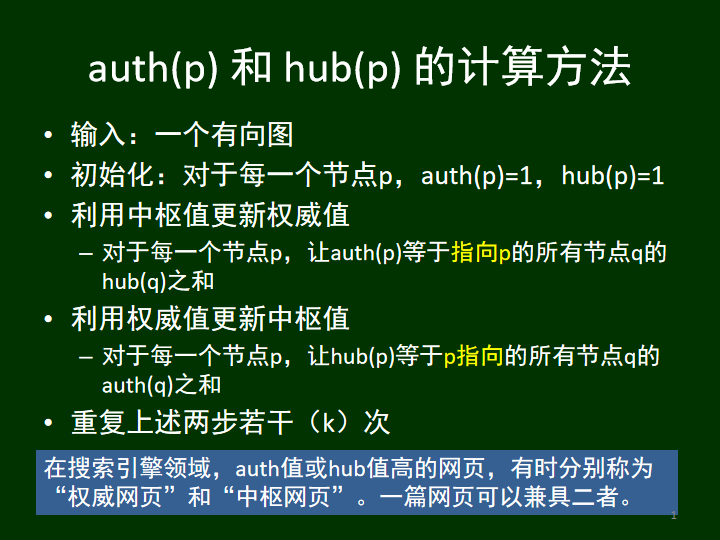 auth(p) 和 hub(p) 的计算方法
• 输入：一个有向图
• 初始化：对于每一个节点p，auth(p)=1，hub(p)=1
• 利用中枢值更新权威值
– 对于每一个节点p，让auth(p)等于指向p的所有节点q的
hub(q)之和
• 利用权威值更新中枢值
– 对于每一个节点p，让hub(p)等于p指向的所有节点q的
auth(q)之和
• 重复上述两步若干（k）次
在搜索引擎领域，auth值或hub值高的网页，有时分别称为
“权威网页”和“中枢网页”。一篇网页可以兼具二者。
1